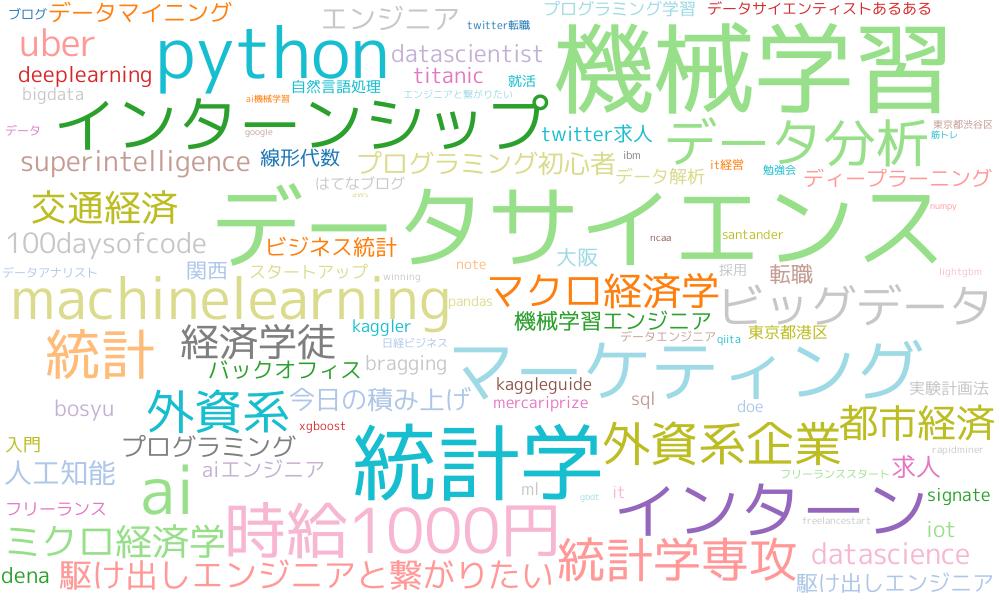 ブログ
データマイニング
エンジニア
twitter転職
プログラミング学習
データサイエンティストあるある
uber
python
datascientist
機械学習
deeplearning
titanic
自然言語処理
就活
bigdata
ai機械学習
エンジニアと繋がりたい
データ
インターンシップ
google
twitter求人
データ分析
東京都渋谷区
筋トレ
superintelligence
線形代数
プログラミング初心者
ibm
it経営
勉強会
データ解析
ディープラーニング
はてなブログ
交通経済
データサイエンス
numpy
100daysofcode
ビジネス統計
大阪
ncaa
santander
データアナリスト
関西
スタートアップ
note
採用
転職
lightgbm
winning
machinelearning
pandas
マクロ経済学
ビッグデータ
機械学習エンジニア
統計
経済学徒
kaggler
日経ビジネス
データエンジニア
qiita
東京都港区
バックオフィス
bragging
マーケティング
kaggleguide
実験計画法
bosyu
外資系
今日の積み上げ
mercariprize
sql
doe
xgboost
都市経済
入門
プログラミング
統計学
外資系企業
rapidminer
人工知能
ai
aiエンジニア
フリーランススタート
求人
ml
it
gbdt
インターン
signate
フリーランス
時給1000円
freelancestart
iot
ミクロ経済学
統計学専攻
datascience
dena
駆け出しエンジニアと繋がりたい
駆け出しエンジニア